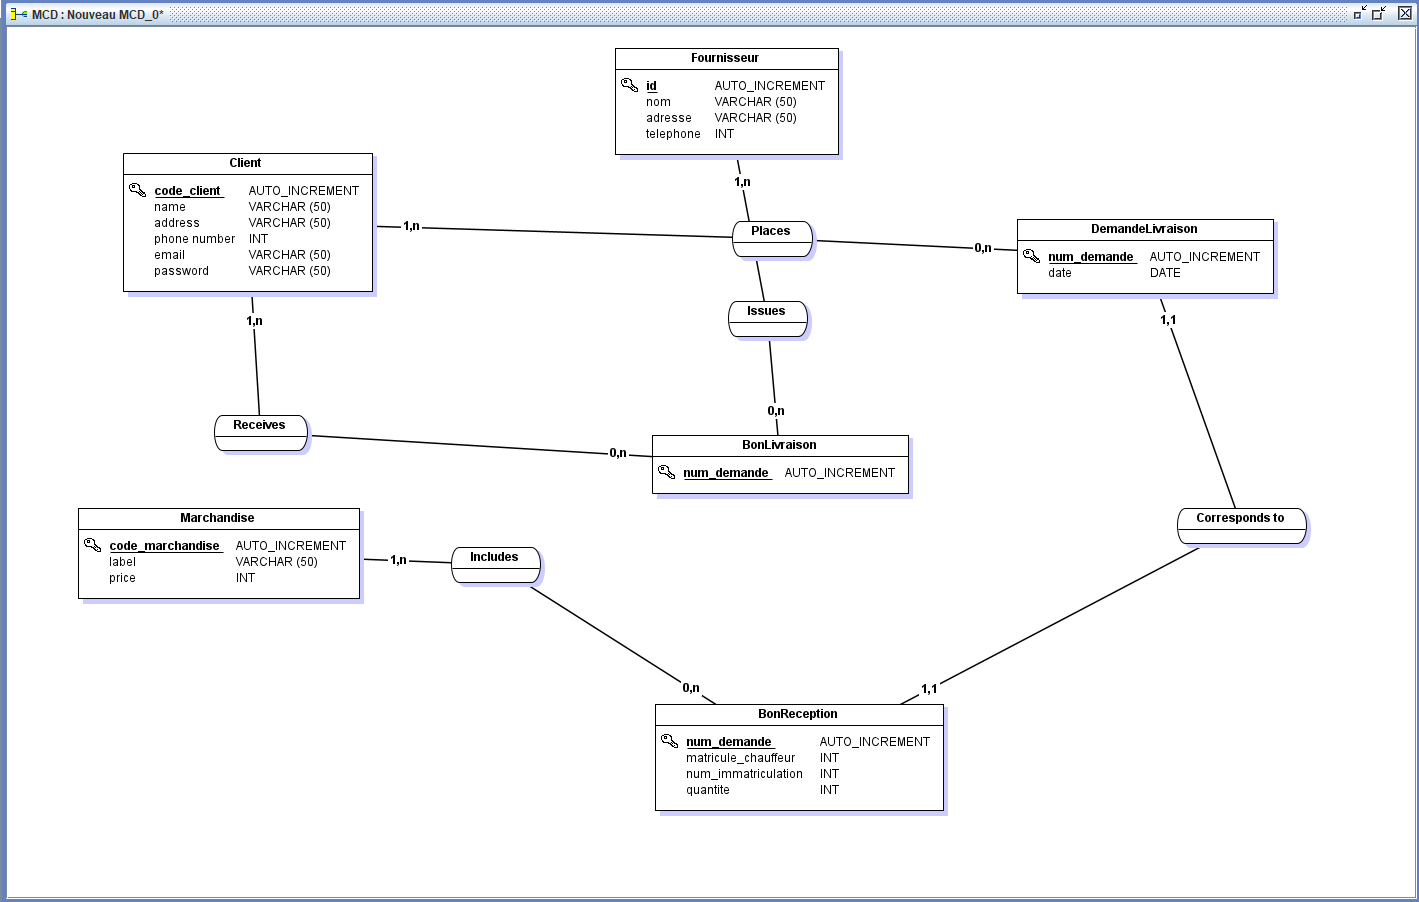 MCD : Nouveau MCD_0*
Fournisseur
id AUTO_INCREMENT
nom VARCHAR (50)
adresse VARCHAR (50)
telephone INT
1,n
Client
code_client AUTO_INCREMENT
name VARCHAR (50)
address VARCHAR (50)
phone number INT
email VARCHAR (50)
password VARCHAR (50)
1,n
Places
0,n
DemandeLivraison
num_demande AUTO_INCREMENT
date DATE
1,n
Issues
1,1
0,n
Receives
0,n
BonLivraison
num_demande AUTO_INCREMENT
Marchandise
code_marchandise AUTO_INCREMENT
label VARCHAR (50)
price INT
1,n
Includes
Corresponds to
0,n
1,1
BonReception
num_demande AUTO_INCREMENT
matricule_chauffeur INT
num_immatriculation INT
quantite INT